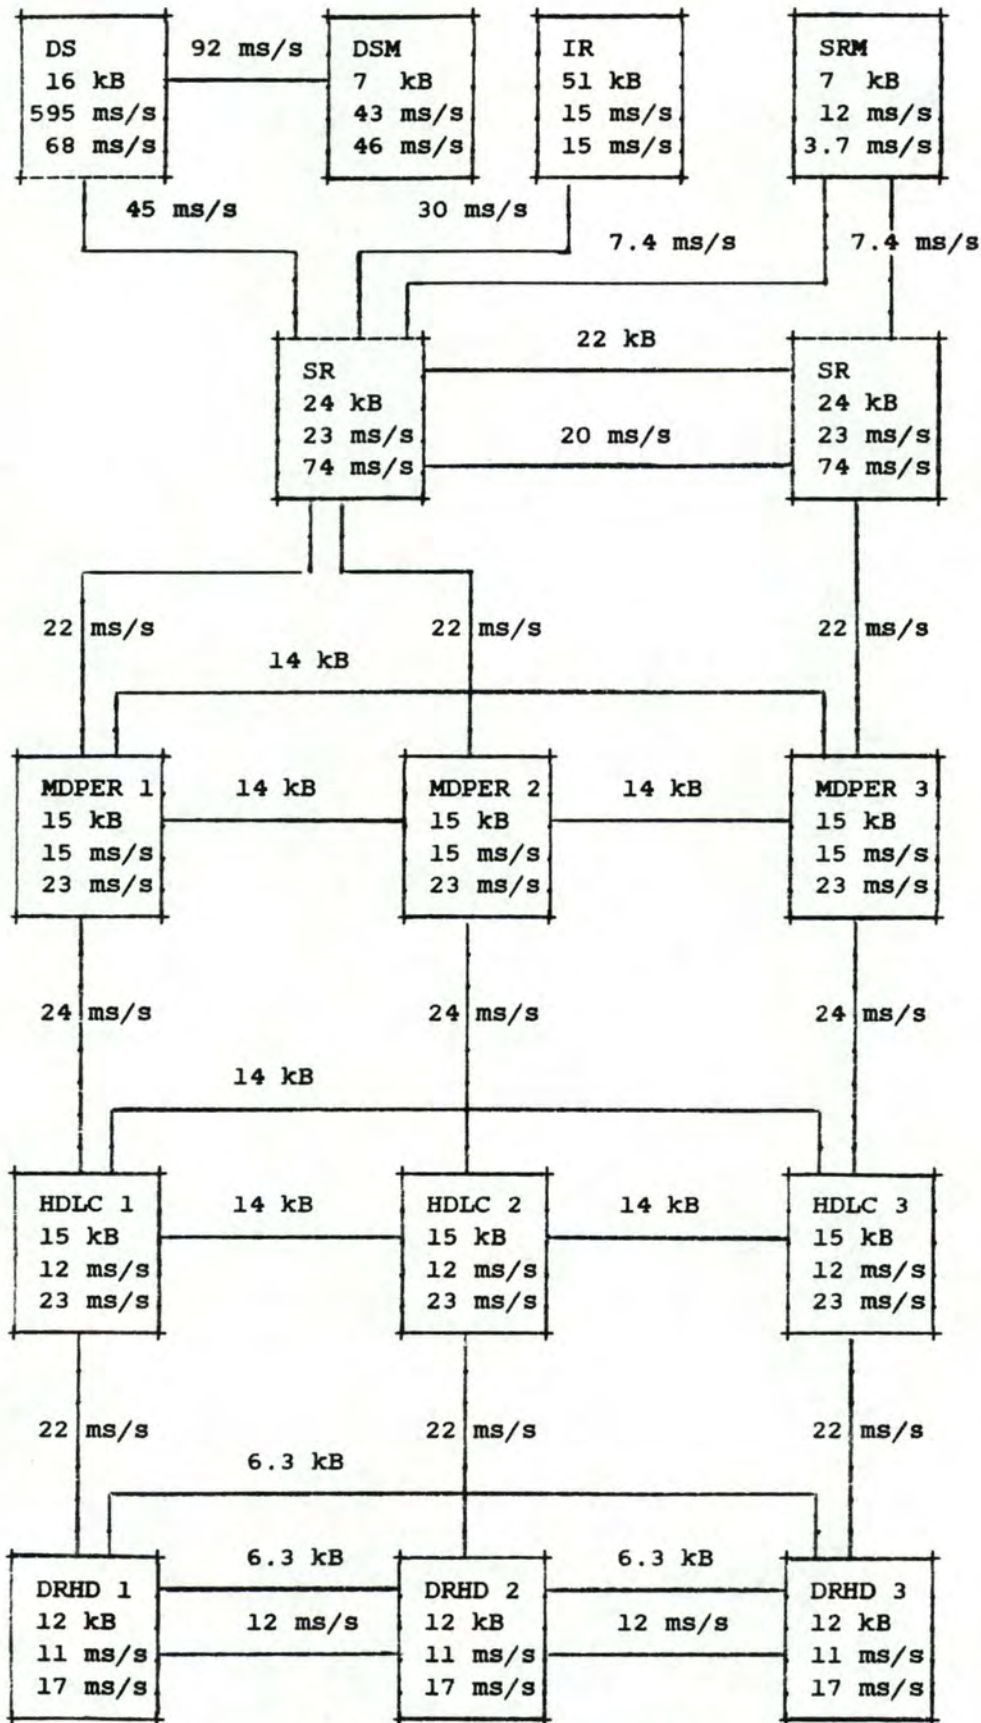 DS
16 kB
595 ms/s
68 ms/s
92 ms/s
DSM
7 kB
43 ms/s
46 ms/s
IR
51 kB
15 ms/s
15 ms/s
SRM
7 kB
12 ms/s
3.7 ms/s
45 ms/s
30 ms/s
7.4 ms/s
7.4 ms/s
SR
24 kB
23 ms/s
74 ms/s
22 kB
20 ms/s
SR
24 kB
23 ms/s
74 ms/s
22 ms/s
22 ms/s
22 ms/s
14 kB
MDPER 1
15 kB
15 ms/s
23 ms/s
14 kB
MDPER 2
15 kB
15 ms/s
23 ms/s
14 kB
MDPER 3
15 kB
15 ms/s
23 ms/s
24 ms/s
24 ms/s
24 ms/s
14 kB
HDLC 1
15 kB
12 ms/s
23 ms/s
14 kB
HDLC 2
15 kB
12 ms/s
23 ms/s
14 kB
HDLC 3
15 kB
12 ms/s
23 ms/s
22 ms/s
22 ms/s
22 ms/s
6.3 kB
DRHD 1
12 kB
11 ms/s
17 ms/s
6.3 kB
12 ms/s
DRHD 2
12 kB
11 ms/s
17 ms/s
6.3 kB
12 ms/s
DRHD 3
12 kB
11 ms/s
17 ms/s